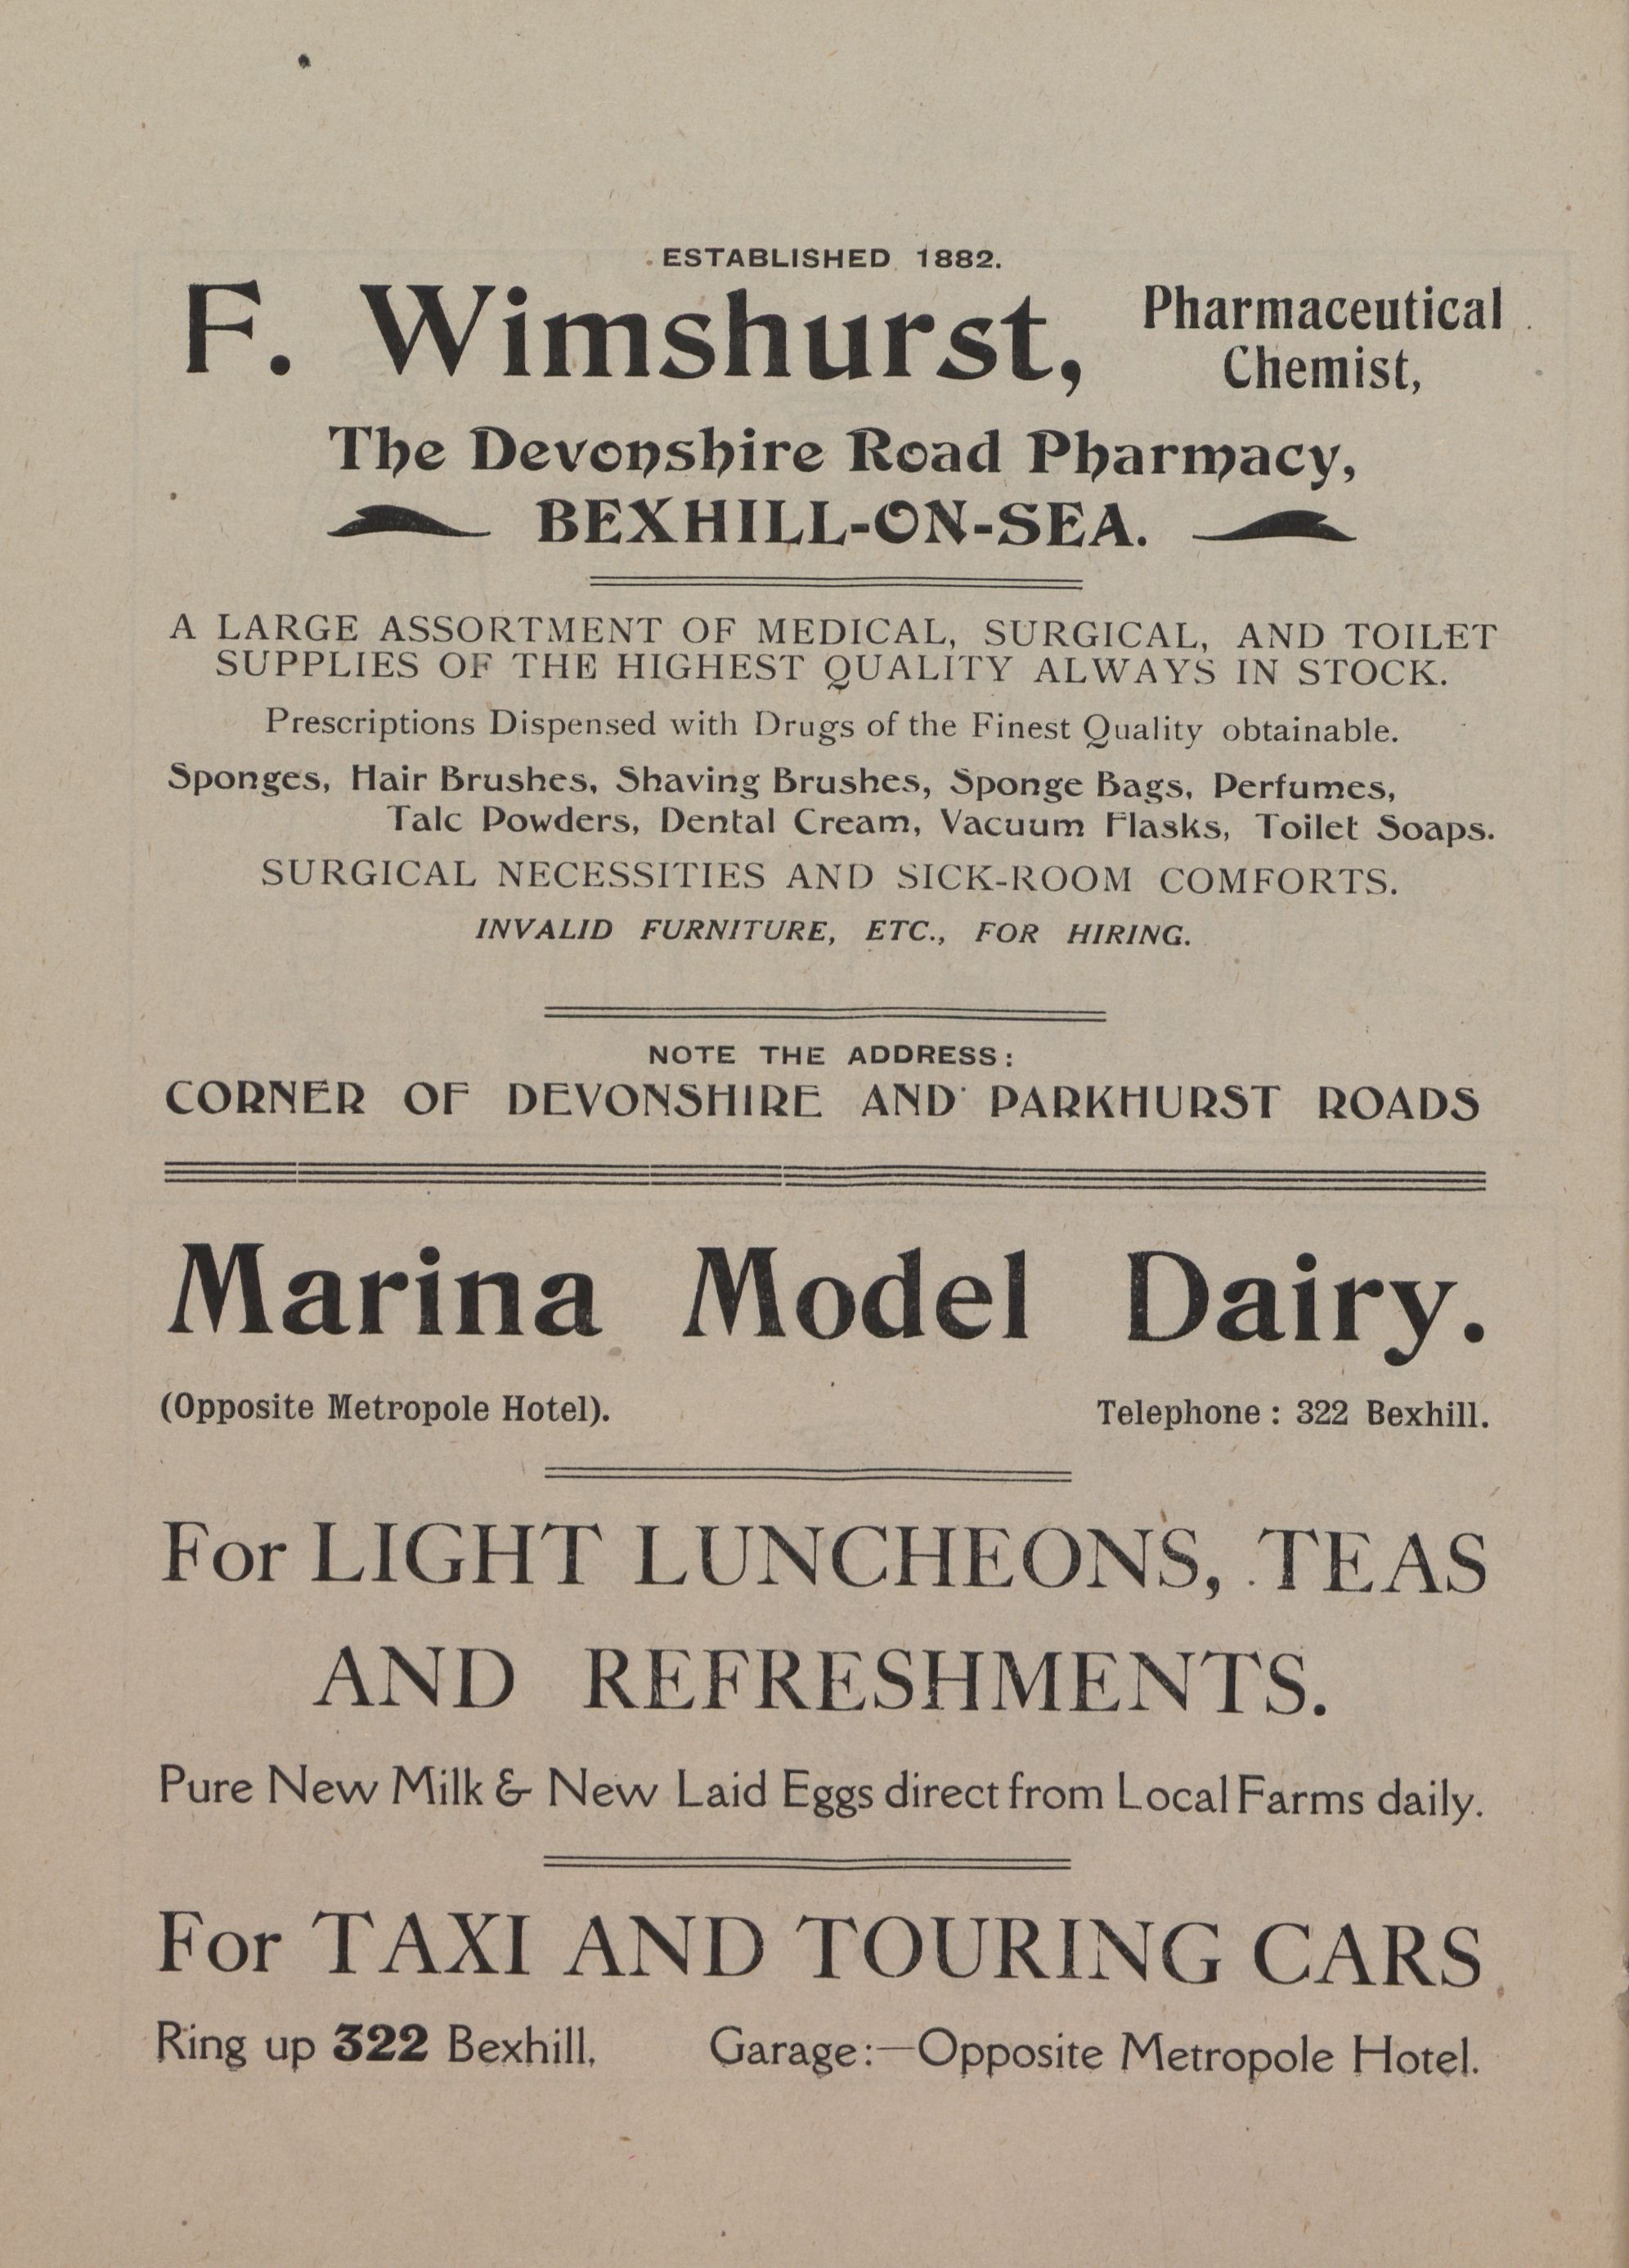 ESTABLISHED 1882.
F. Wimshurst, Pharmaceutical Chemist,
The Devonshire Road Pharmacy,
BEXHILL-ON-SEA.
A LARGE ASSORTMENT OF MEDICAL, SURGICAL, AND TOILET
SUPPLIES OF THE HIGHEST QUALITY ALWAYS IN STOCK.
Prescriptions Dispensed with Drugs of the Finest Quality obtainable.
Sponges, Hair Brushes, Shaving Brushes, Sponge Bags, Perfumes,
Talc Powders, Dental Cream, Vacuum Flasks, Toilet Soaps.
SURGICAL NECESSITIES AND SICK-ROOM COMFORTS.
INVALID FURNITURE, ETC., FOR HIRING.
NOTE THE ADDRESS:
CORNER OF DEVONSHIRE AND PARKHURST ROADS
Marina Model Dairy.
(Opposite Metropole Hotel). Telephone: 322 Bexhill.
For LIGHT LUNCHEONS, TEAS
AND REFRESHMENTS.
Pure New Milk & New Laid Eggs direct from Local Farms daily.
For TAXI AND TOURING CARS
Ring up 322 Bexhill. Garage:—Opposite Metropole Hotel.